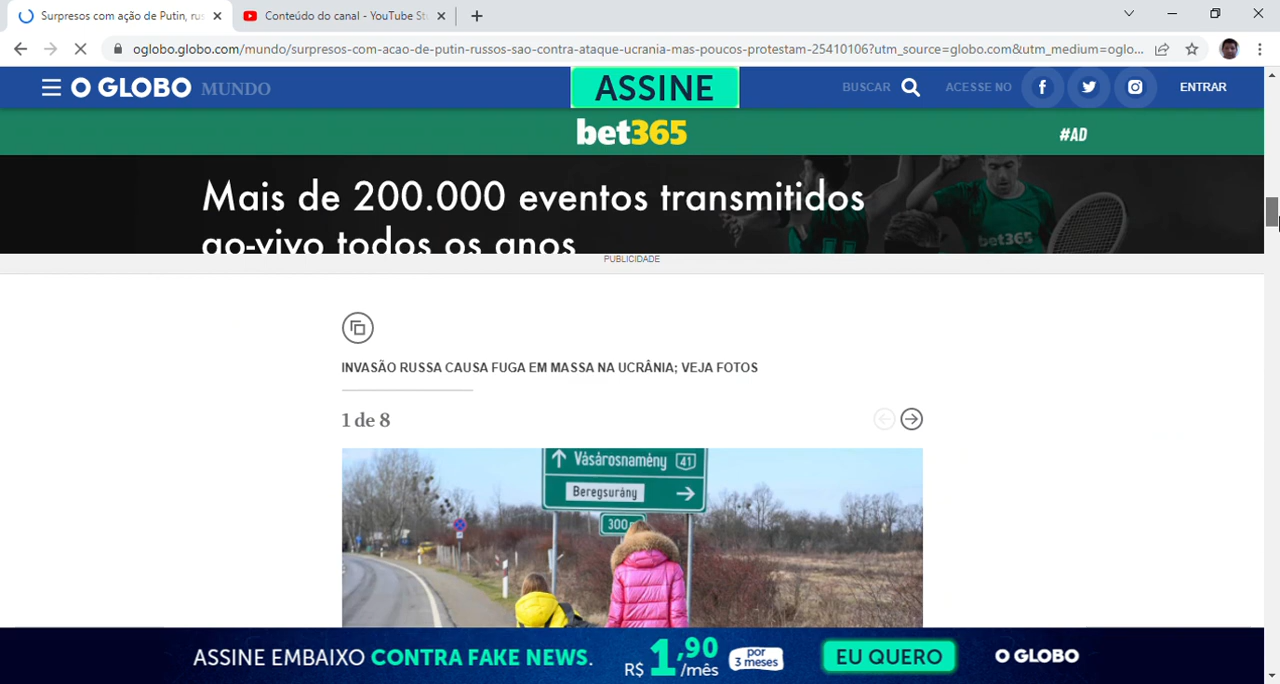 Surpresos com ação de Putin, rus
Conteúdo do canal - YouTube St
oglobo.globo.com/mundo/surpresos-com-acao-de-putin-russos-sao-contra-ataque-ucrania-mas-poucos-protestam-25410106?utm_source=globo.com&utm_medium=oglo...
O GLOBO MUNDO
ASSINE
BUSCAR
ACESSE NO
ENTRAR
bet365
#AD
Mais de 200.000 eventos transmitidos
ao-vivo todos os anos
bet365
PUBLICIDADE
INVASÃO RUSSA CAUSA FUGA EM MASSA NA UCRÂNIA; VEJA FOTOS
1 de 8
Vásárosnamény 41
Beregsurány
300
ASSINE EMBAIXO CONTRA FAKE NEWS.
R$ 1,90 /mês
por 3 meses
EU QUERO
O GLOBO